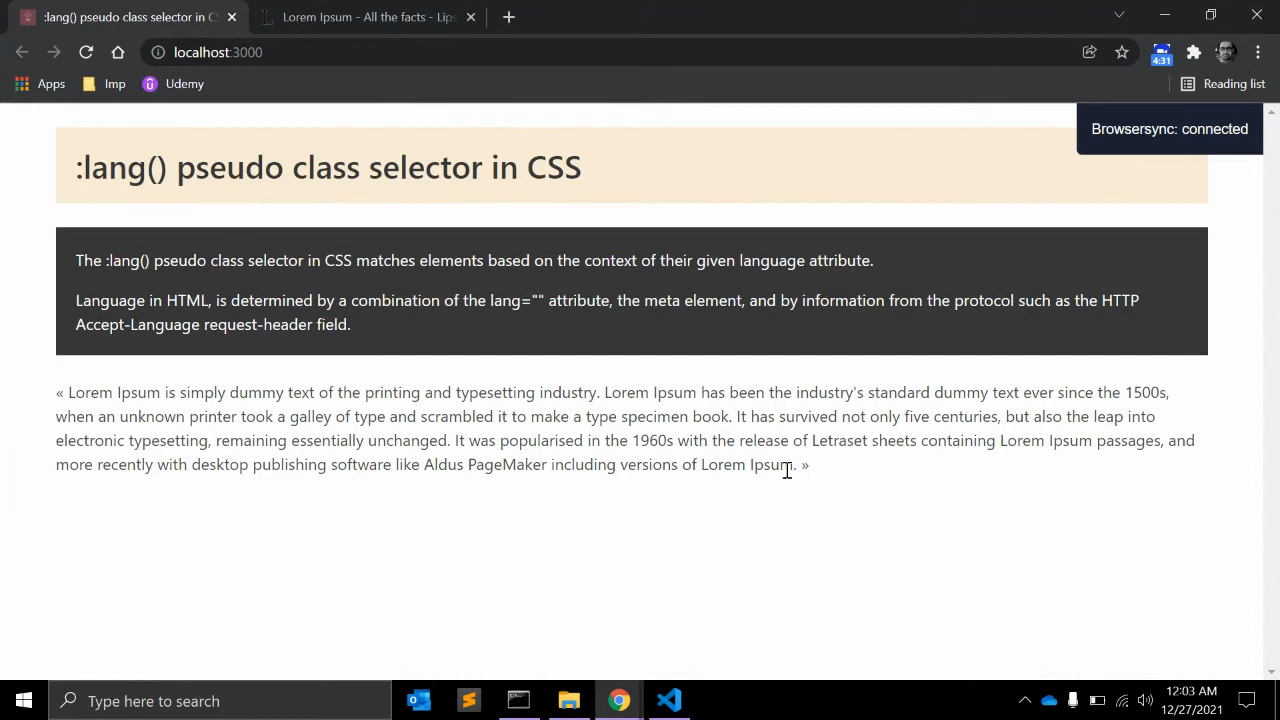 :lang() pseudo class selector in C
Lorem Ipsum - All the facts - Lips
localhost:3000
4:31
Apps
Imp
Udemy
Reading list
Browsersync: connected
:lang() pseudo class selector in CSS
The :lang() pseudo class selector in CSS matches elements based on the context of their given language attribute.
Language in HTML, is determined by a combination of the lang="" attribute, the meta element, and by information from the protocol such as the HTTP
Accept-Language request-header field.
« Lorem Ipsum is simply dummy text of the printing and typesetting industry. Lorem Ipsum has been the industry's standard dummy text ever since the 1500s,
when an unknown printer took a galley of type and scrambled it to make a type specimen book. It has survived not only five centuries, but also the leap into
electronic typesetting, remaining essentially unchanged. It was popularised in the 1960s with the release of Letraset sheets containing Lorem Ipsum passages, and
more recently with desktop publishing software like Aldus PageMaker including versions of Lorem Ipsum. »
Type here to search
12:03 AM
12/27/2021